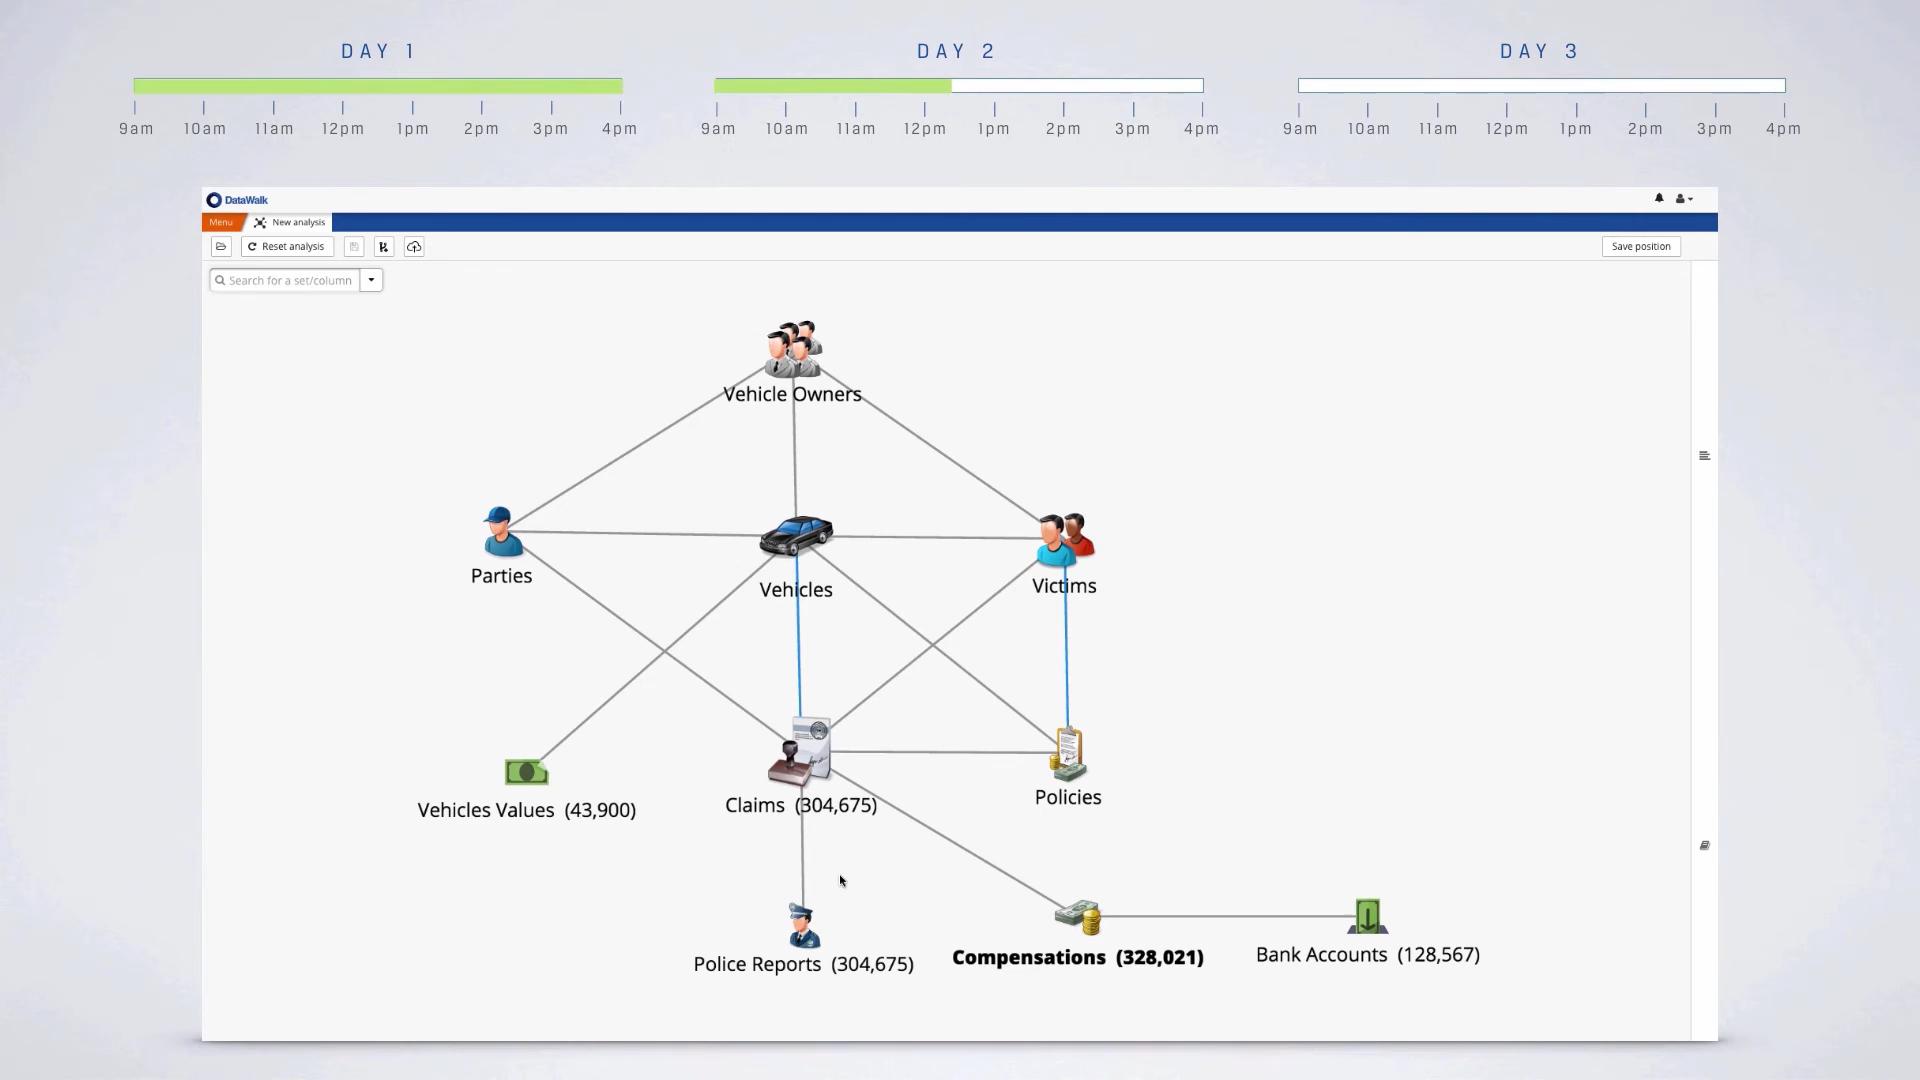 DAY 1
DAY 2
DAY 3
9am 10am 11am 12pm 1pm 2pm 3pm 4pm
9am 10am 11am 12pm 1pm 2pm 3pm 4pm
9am 10am 11am 12pm 1pm 2pm 3pm 4pm
DataWalk
Menu
New analysis
Reset analysis
Save position
Search for a set/column
Vehicle Owners
Parties
Vehicles
Victims
Vehicles Values (43,900)
Claims (304,675)
Policies
Police Reports (304,675)
Compensations (328,021)
Bank Accounts (128,567)